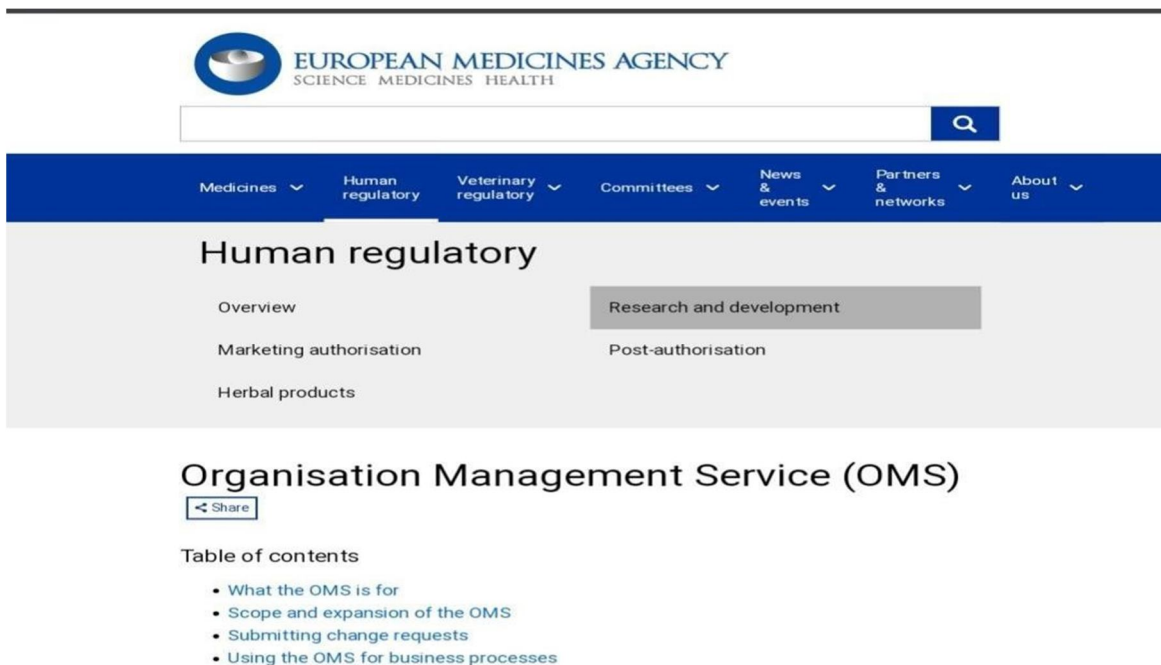 EUROPEAN MEDICINES AGENCY
SCIENCE MEDICINES HEALTH
Medicines
Human
regulatory
Veterinary
regulatory
Committees
News
&
events
Partners
&
networks
About
us
Human regulatory
Overview
Research and development
Marketing authorisation
Post-authorisation
Herbal products
Organisation Management Service (OMS)
Share
Table of contents
• What the OMS is for
• Scope and expansion of the OMS
• Submitting change requests
• Using the OMS for business processes